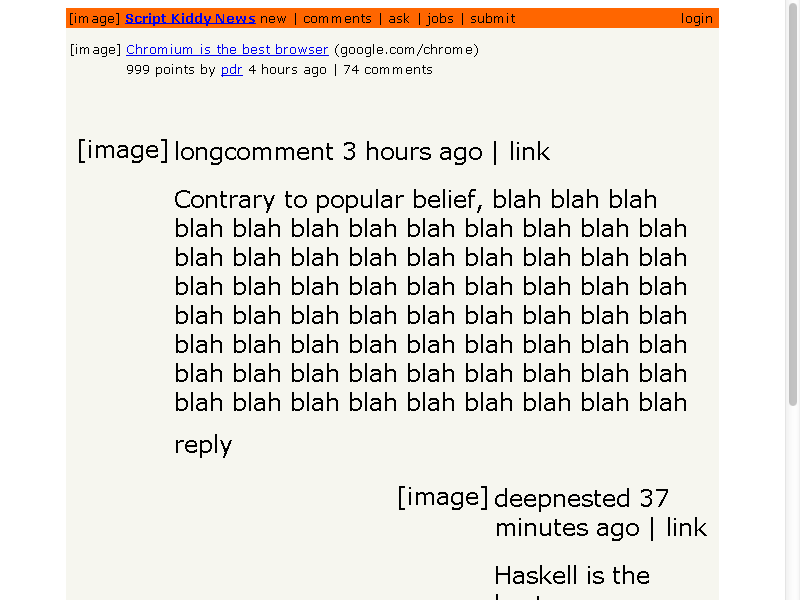 [image] Script Kiddy News new | comments | ask | jobs | submit login
[image] Chromium is the best browser (google.com/chrome)
999 points by pdr 4 hours ago | 74 comments
[image] longcomment 3 hours ago | link
Contrary to popular belief, blah blah blah
blah blah blah blah blah blah blah blah blah
blah blah blah blah blah blah blah blah blah
blah blah blah blah blah blah blah blah blah
blah blah blah blah blah blah blah blah blah
blah blah blah blah blah blah blah blah blah
blah blah blah blah blah blah blah blah blah
blah blah blah blah blah blah blah blah blah
reply
[image] deepnested 37
minutes ago | link
Haskell is the